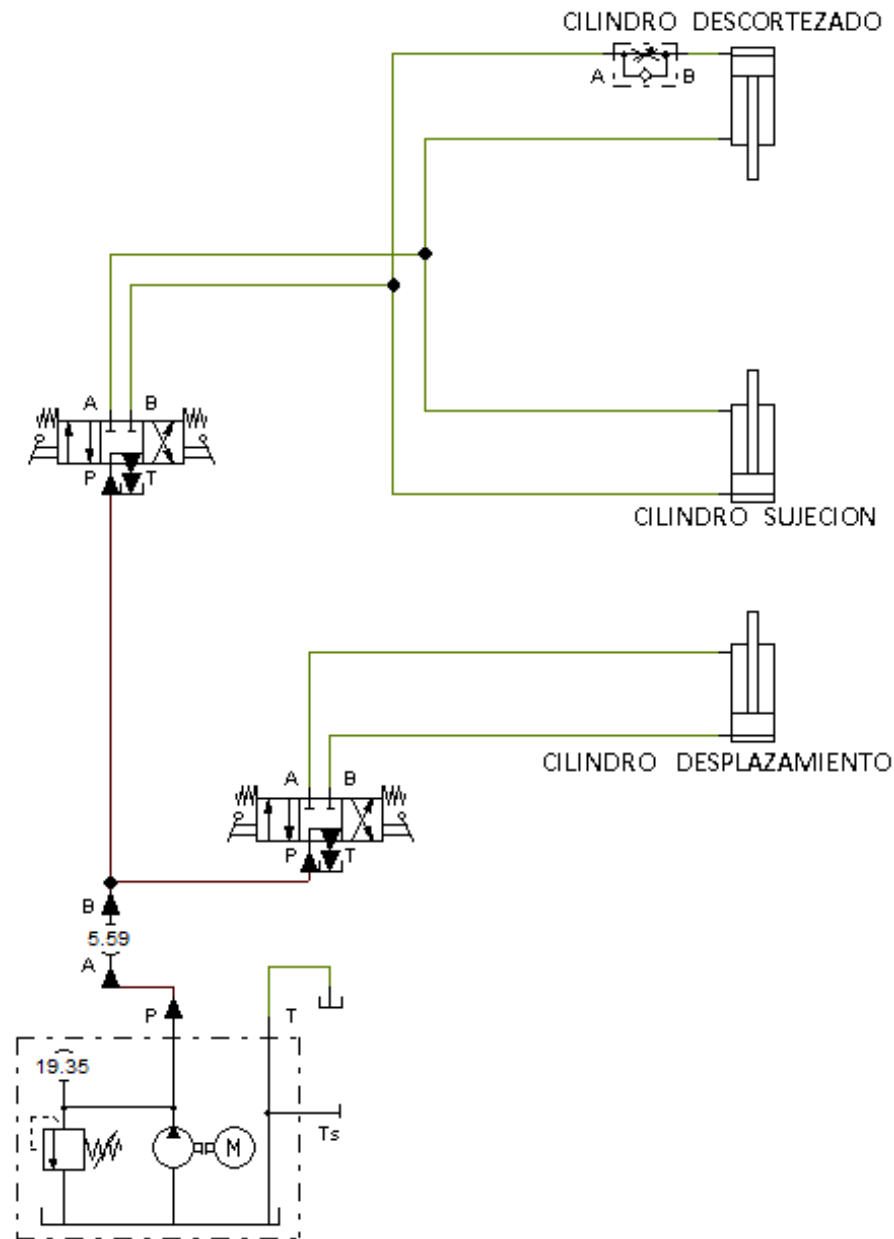 CILINDRO DESCORTEZADO
A B
A B
P T
CILINDRO SUJECION
A B
CILINDRO DESPLAZAMIENTO
P T
B
5.59
A
P T
19.35
M
Ts